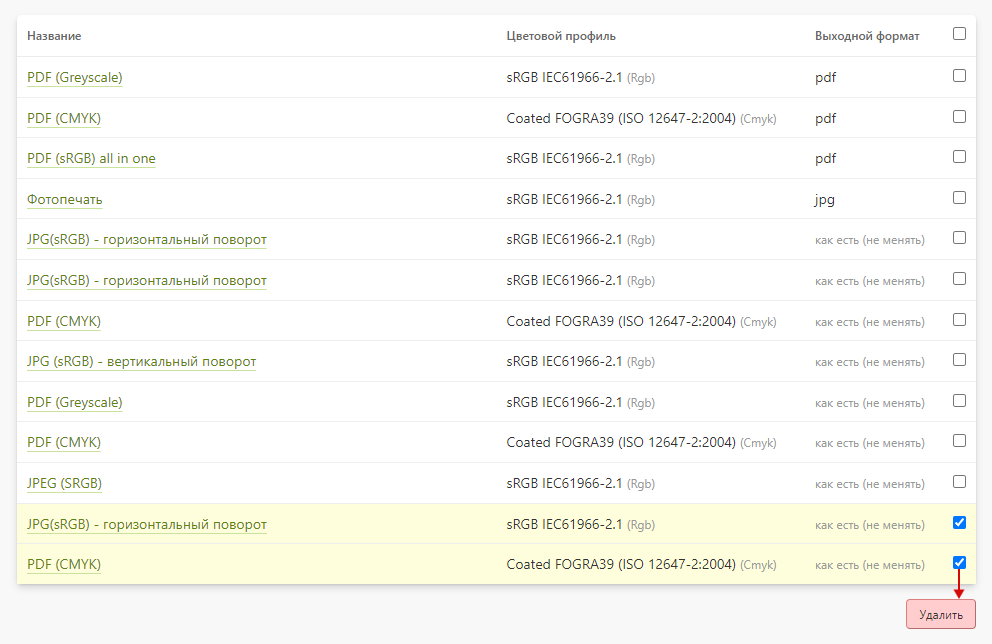 Название Цветовой профиль Выходной формат
PDF (Greyscale) sRGB IEC61966-2.1 (Rgb) pdf
PDF (CMYK) Coated FOGRA39 (ISO 12647-2:2004) (Cmyk) pdf
PDF (sRGB) all in one sRGB IEC61966-2.1 (Rgb) pdf
Фотопечать sRGB IEC61966-2.1 (Rgb) jpg
JPG(sRGB) - горизонтальный поворот sRGB IEC61966-2.1 (Rgb) как есть (не менять)
JPG(sRGB) - горизонтальный поворот sRGB IEC61966-2.1 (Rgb) как есть (не менять)
PDF (CMYK) Coated FOGRA39 (ISO 12647-2:2004) (Cmyk) как есть (не менять)
JPG (sRGB) - вертикальный поворот sRGB IEC61966-2.1 (Rgb) как есть (не менять)
PDF (Greyscale) sRGB IEC61966-2.1 (Rgb) как есть (не менять)
PDF (CMYK) Coated FOGRA39 (ISO 12647-2:2004) (Cmyk) как есть (не менять)
JPEG (SRGB) sRGB IEC61966-2.1 (Rgb) как есть (не менять)
JPG(sRGB) - горизонтальный поворот sRGB IEC61966-2.1 (Rgb) как есть (не менять)
PDF (CMYK) Coated FOGRA39 (ISO 12647-2:2004) (Cmyk) как есть (не менять)
Удалить